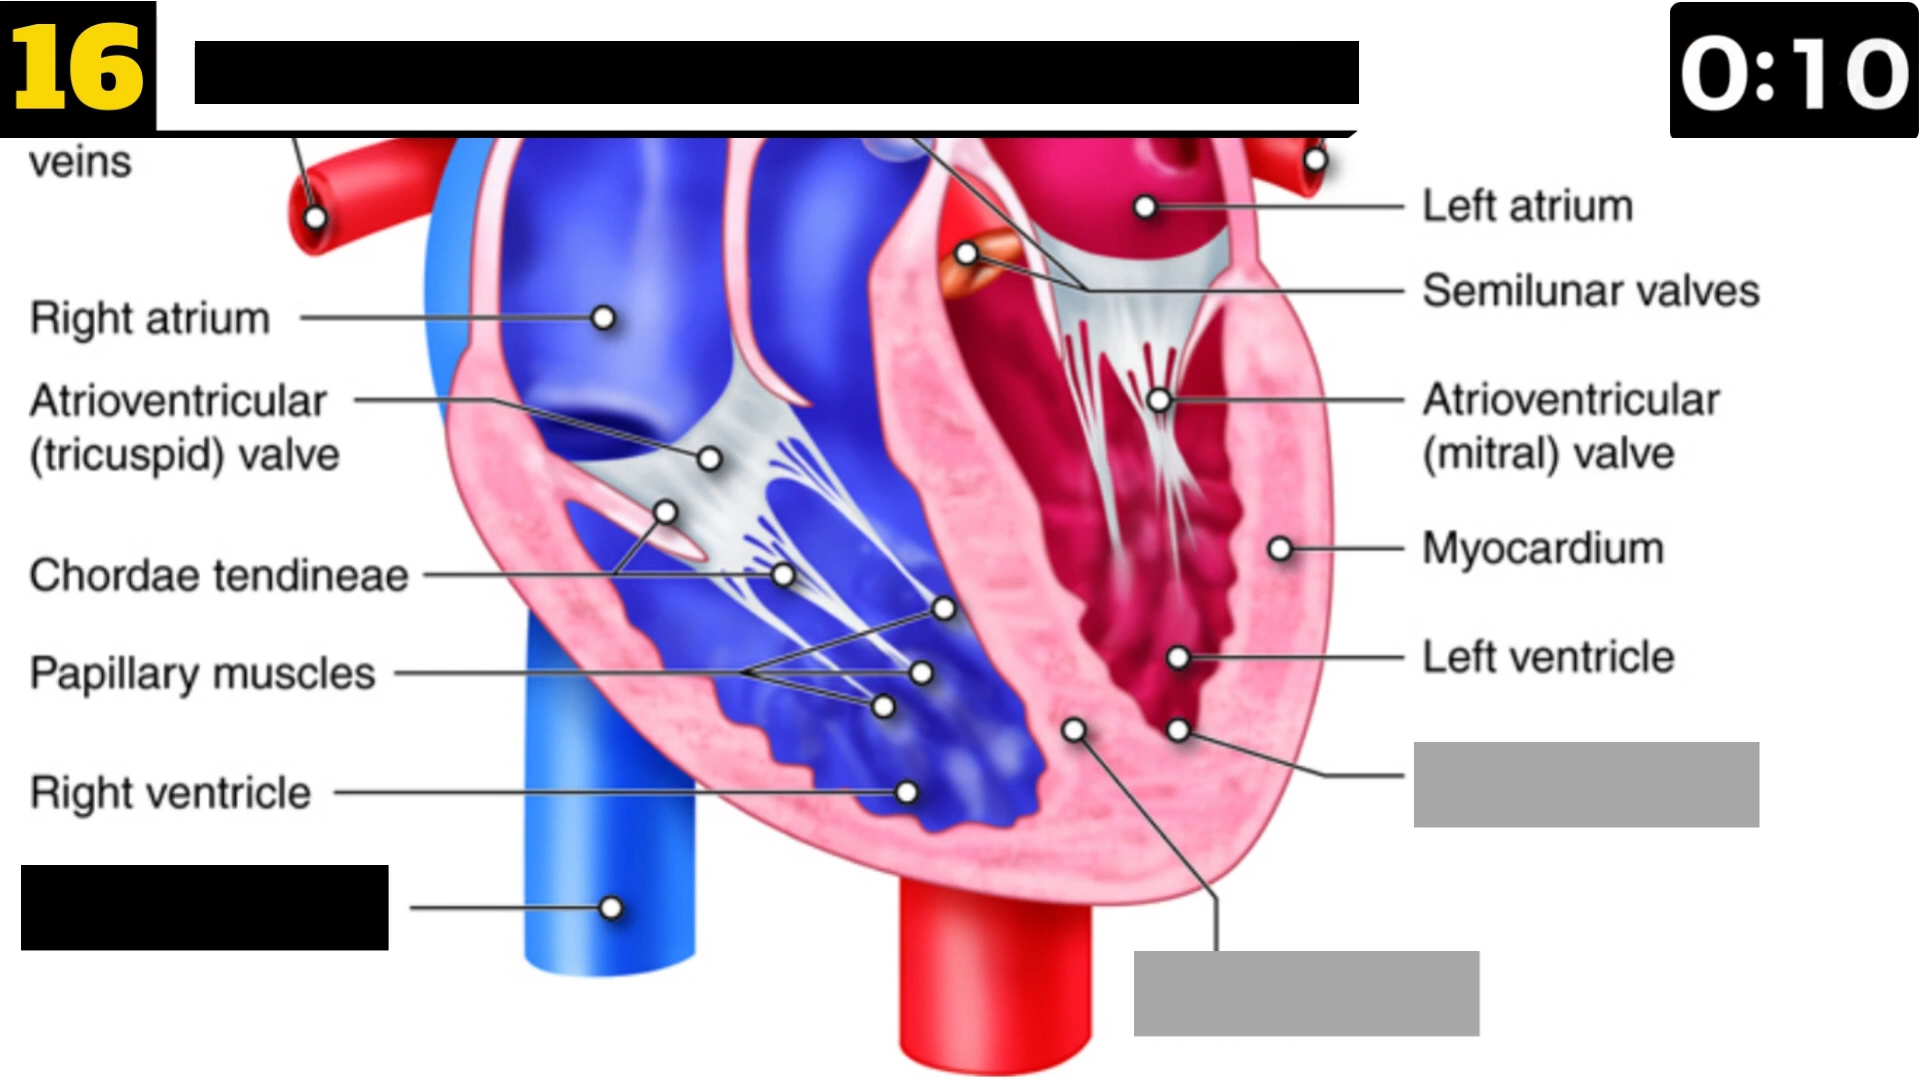 16
0:10
veins
Left atrium
Semilunar valves
Right atrium
Atrioventricular
(tricuspid) valve
Atrioventricular
(mitral) valve
Chordae tendineae
Myocardium
Papillary muscles
Left ventricle
Right ventricle